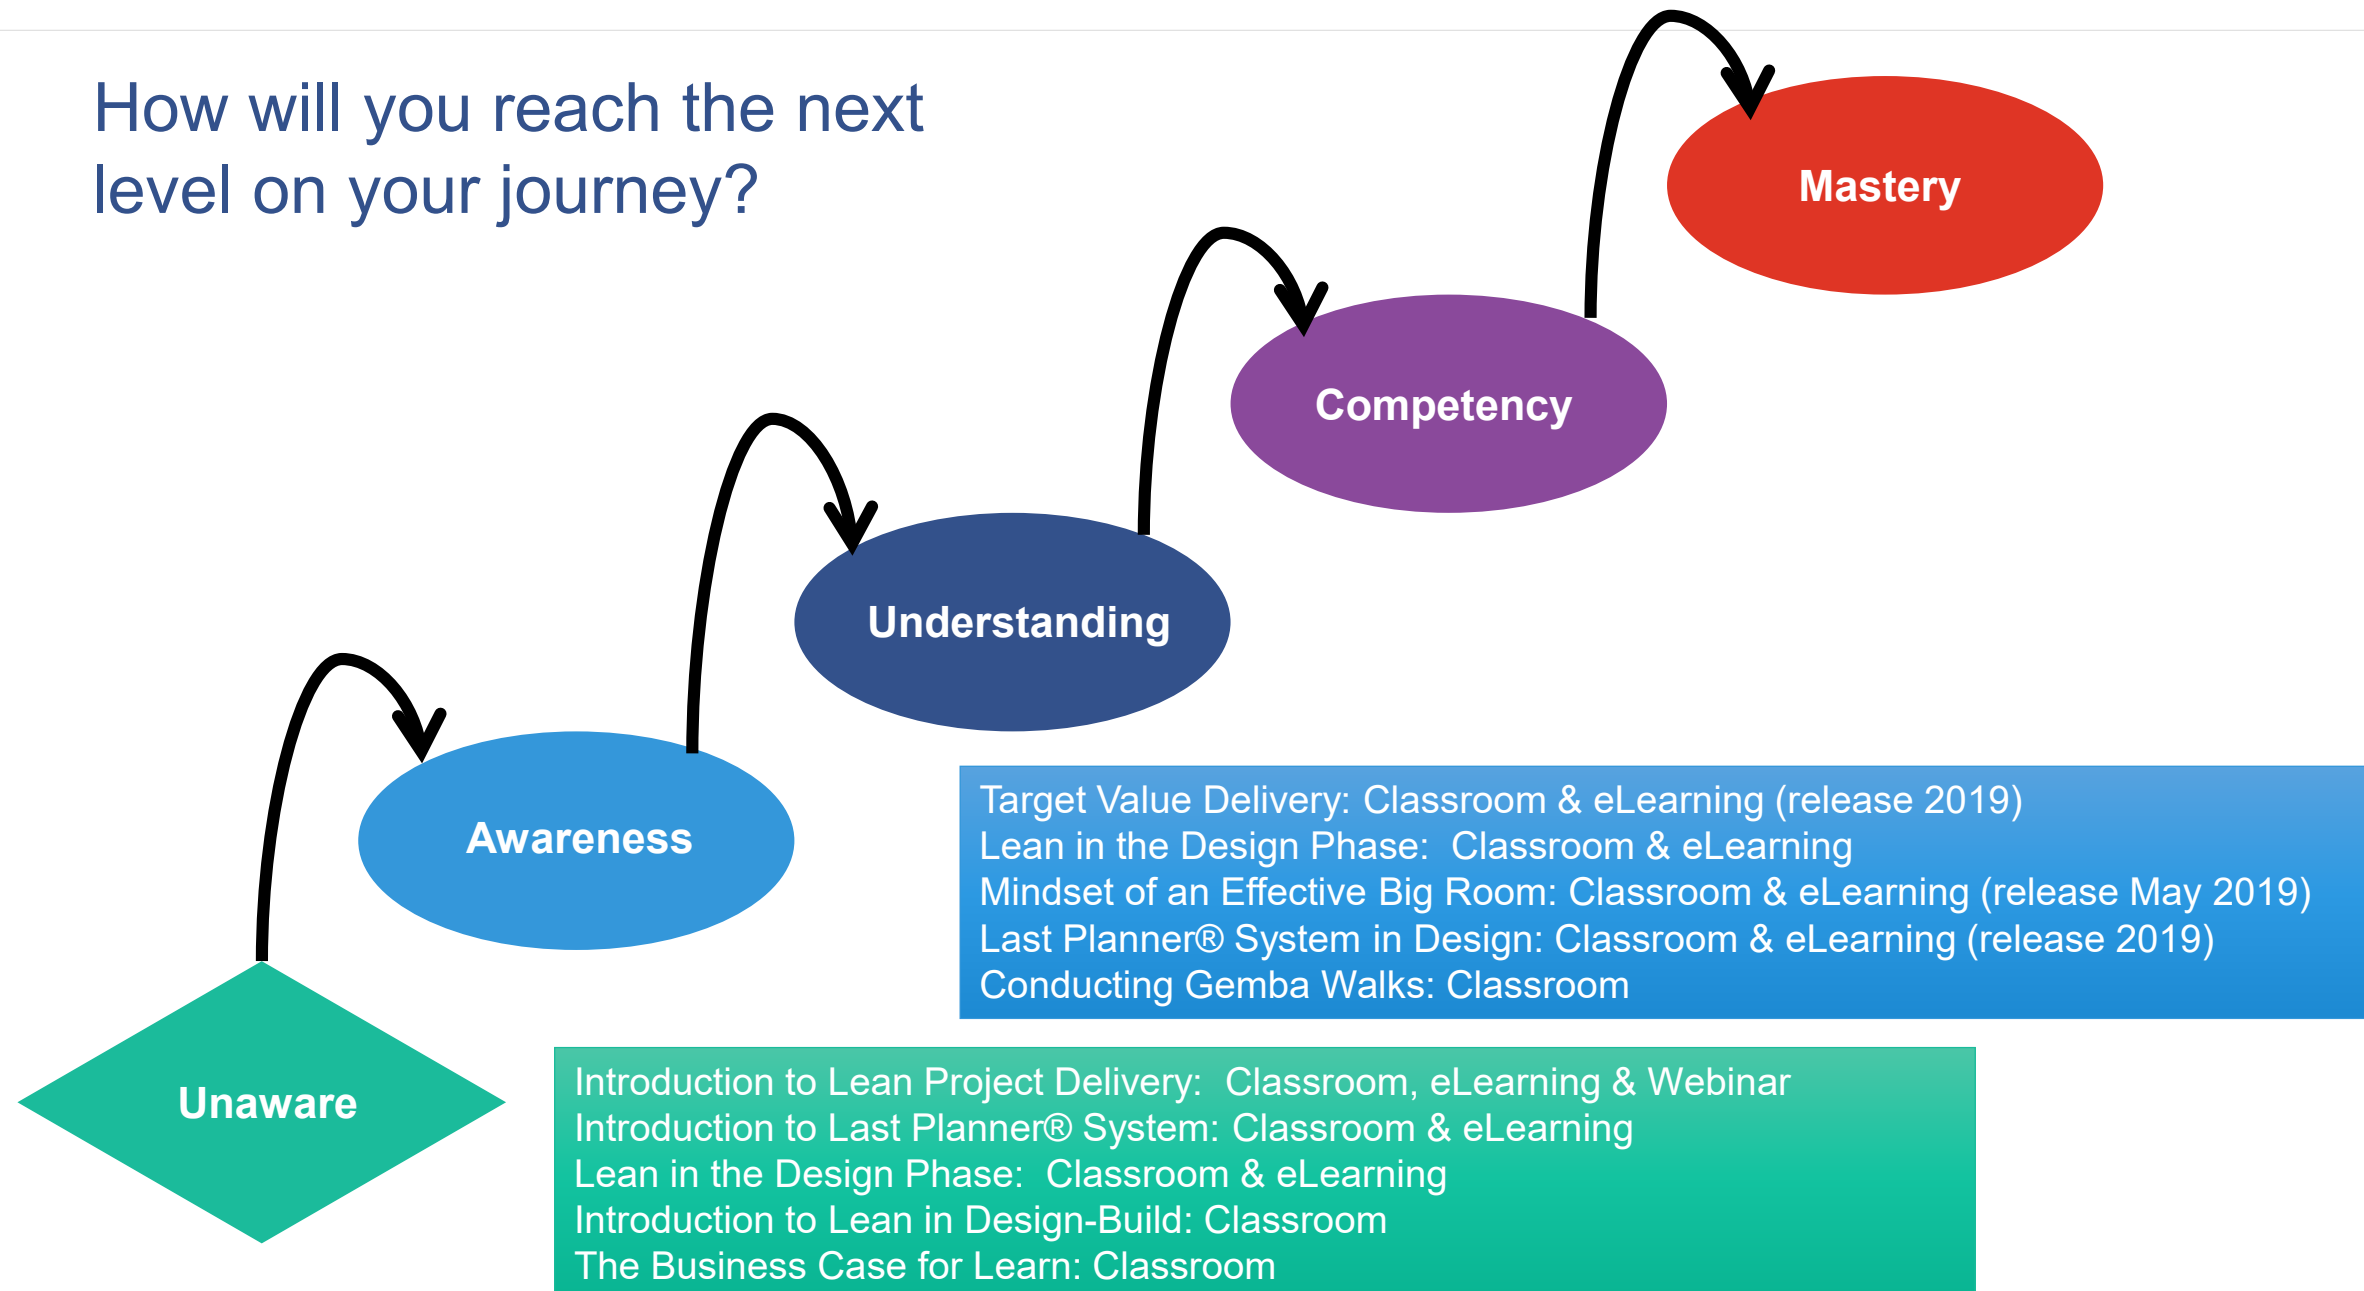 How will you reach the next
level on your journey?
Mastery
Competency
Understanding
Awareness
Target Value Delivery: Classroom & eLearning (release 2019)
Lean in the Design Phase:  Classroom & eLearning
Mindset of an Effective Big Room: Classroom & eLearning (release May 2019)
Last Planner® System in Design: Classroom & eLearning (release 2019)
Conducting Gemba Walks: Classroom
Unaware
Introduction to Lean Project Delivery:  Classroom, eLearning & Webinar
Introduction to Last Planner® System: Classroom & eLearning
Lean in the Design Phase:  Classroom & eLearning
Introduction to Lean in Design-Build: Classroom
The Business Case for Learn: Classroom